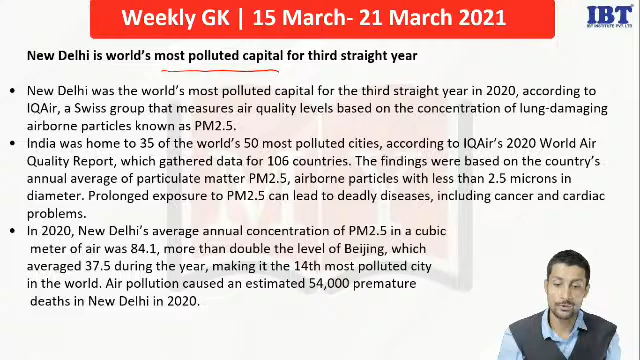 Weekly GK | 15 March- 21 March 2021
IBT
IBT INSTITUTE PVT.LTD
New Delhi is world's most polluted capital for third straight year
• New Delhi was the world's most polluted capital for the third straight year in 2020, according to
IQAir, a Swiss group that measures air quality levels based on the concentration of lung-damaging
airborne particles known as PM2.5.
• India was home to 35 of the world's 50 most polluted cities, according to IQAir's 2020 World Air
Quality Report, which gathered data for 106 countries. The findings were based on the country's
annual average of particulate matter PM2.5, airborne particles with less than 2.5 microns in
diameter. Prolonged exposure to PM2.5 can lead to deadly diseases, including cancer and cardiac
problems.
• In 2020, New Delhi's average annual concentration of PM2.5 in a cubic
meter of air was 84.1, more than double the level of Beijing, which
averaged 37.5 during the year, making it the 14th most polluted city
in the world. Air pollution caused an estimated 54,000 premature
deaths in New Delhi in 2020.